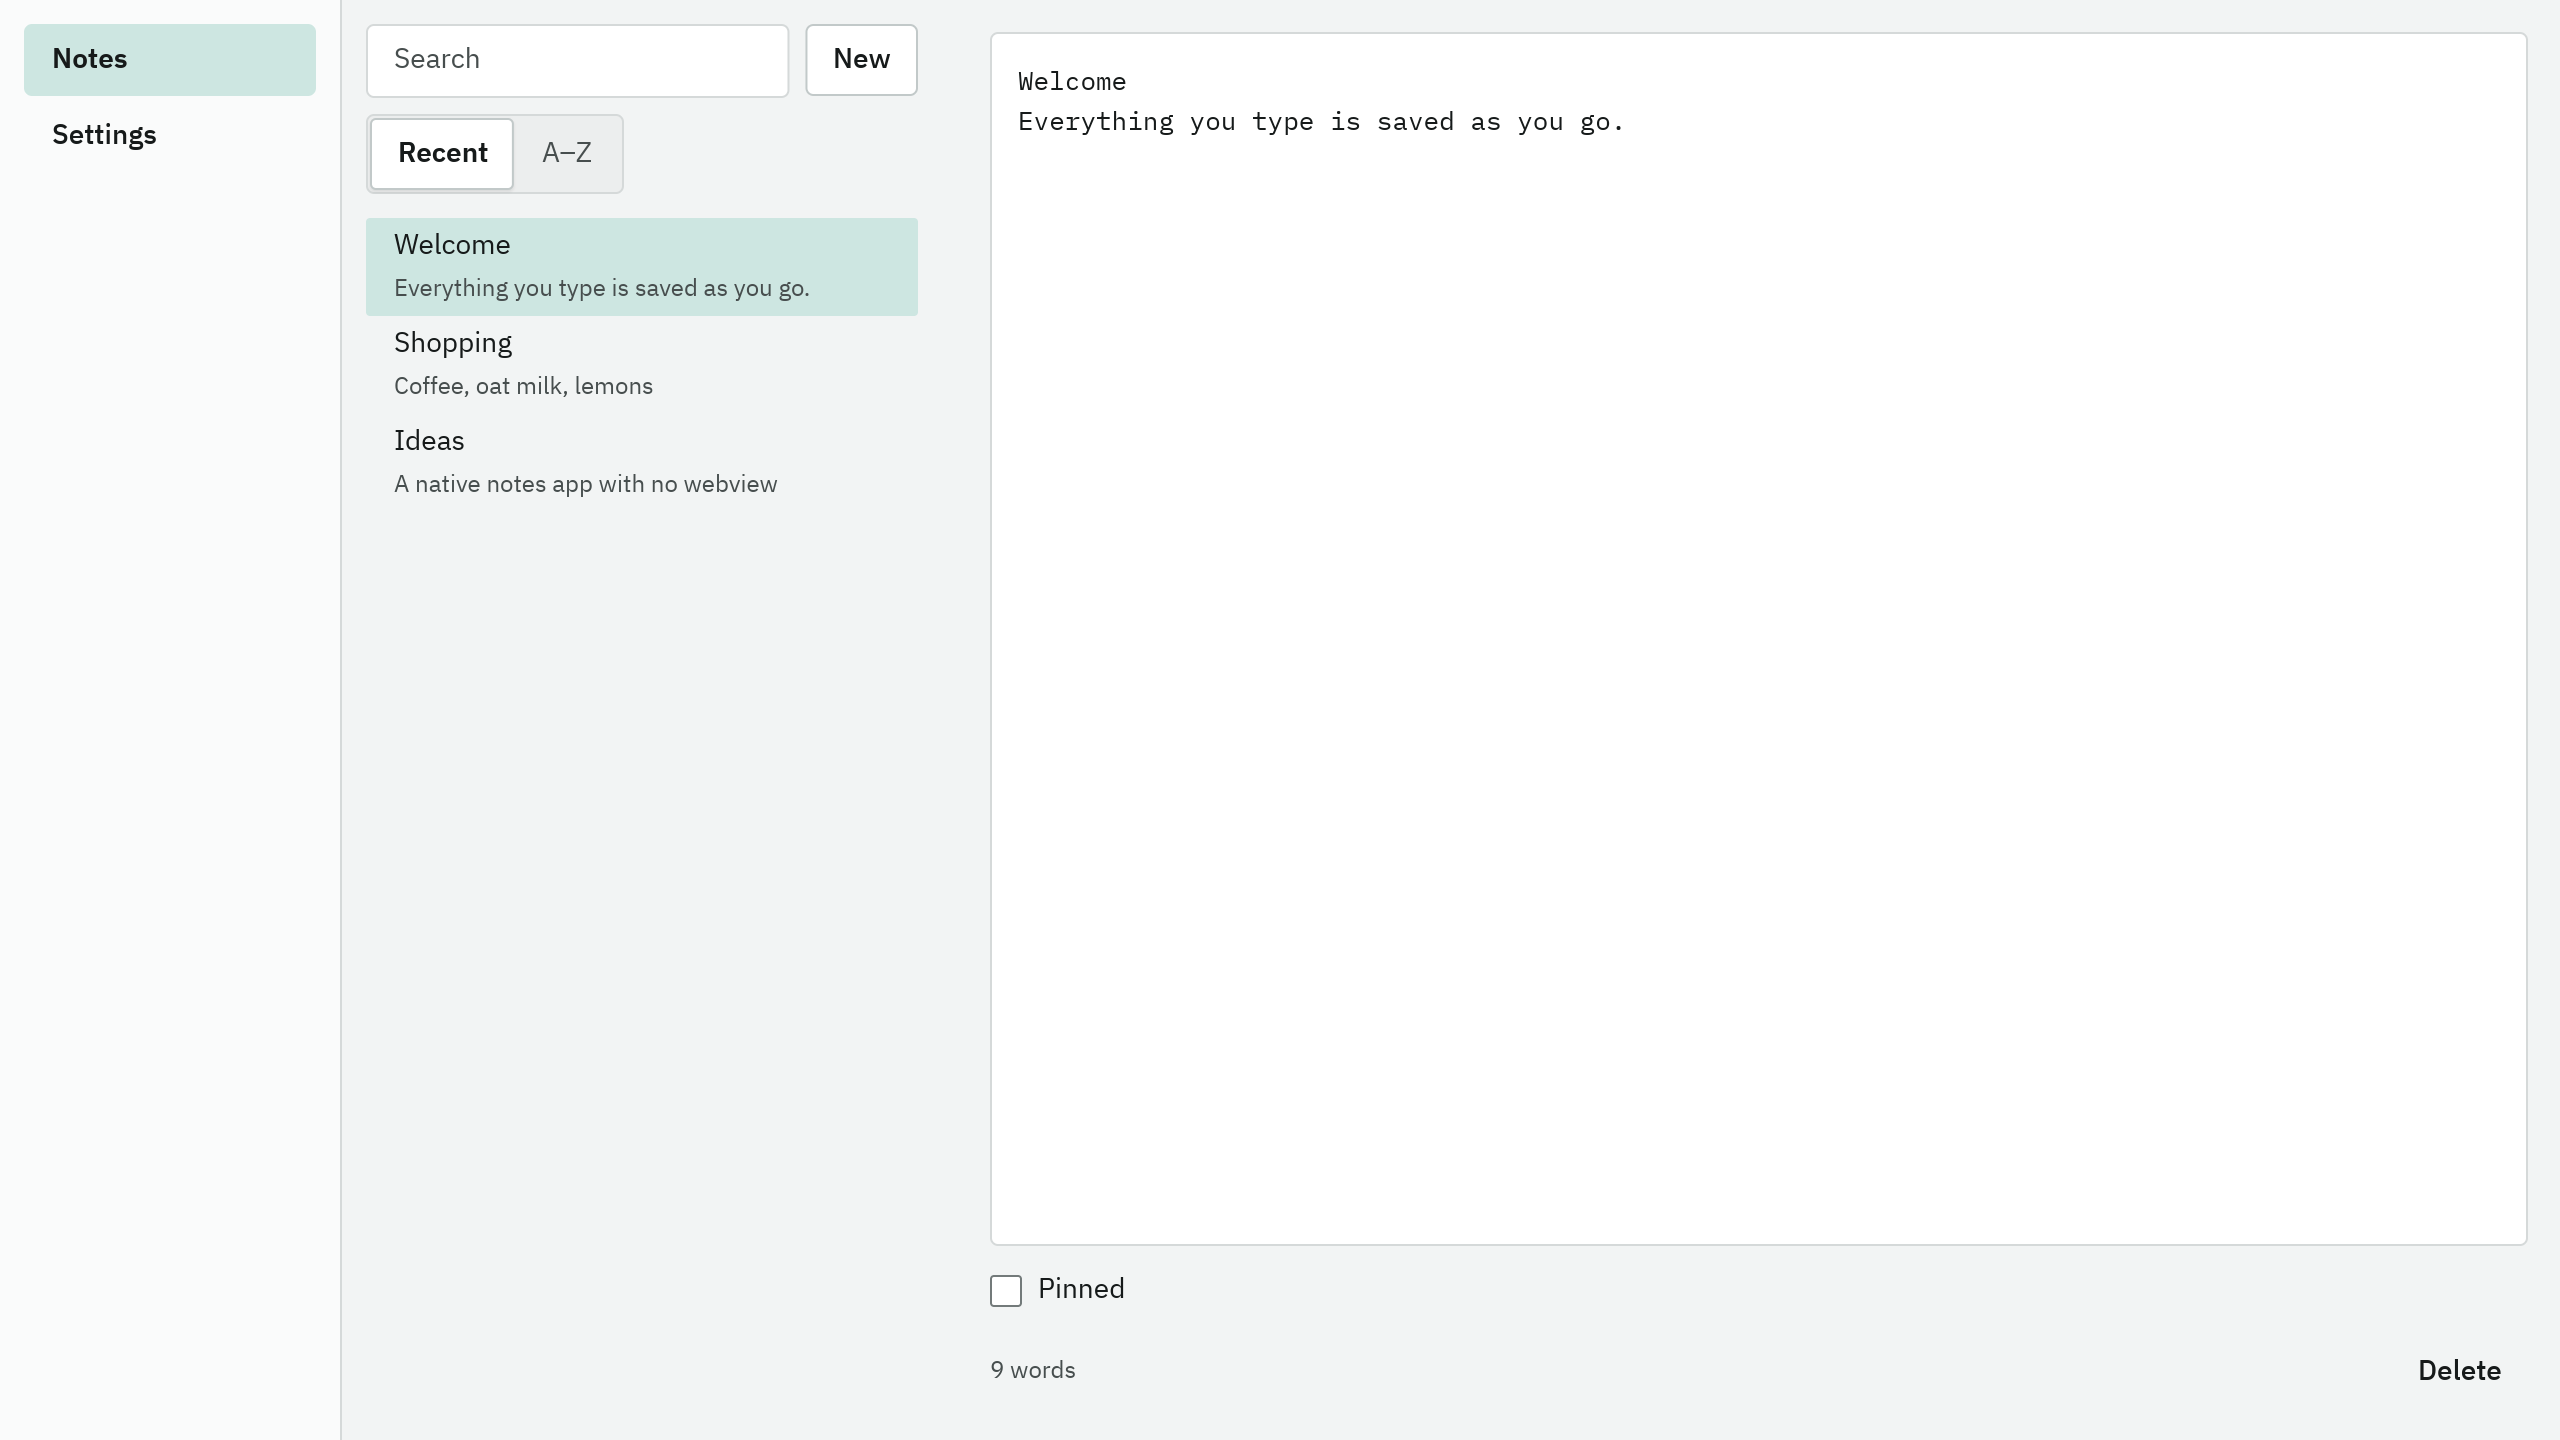 Notes
Settings
Search
New
Recent
A–Z
Welcome
Everything you type is saved as you go.
Shopping
Coffee, oat milk, lemons
Ideas
A native notes app with no webview
Welcome
Everything you type is saved as you go.
Pinned
9 words
Delete